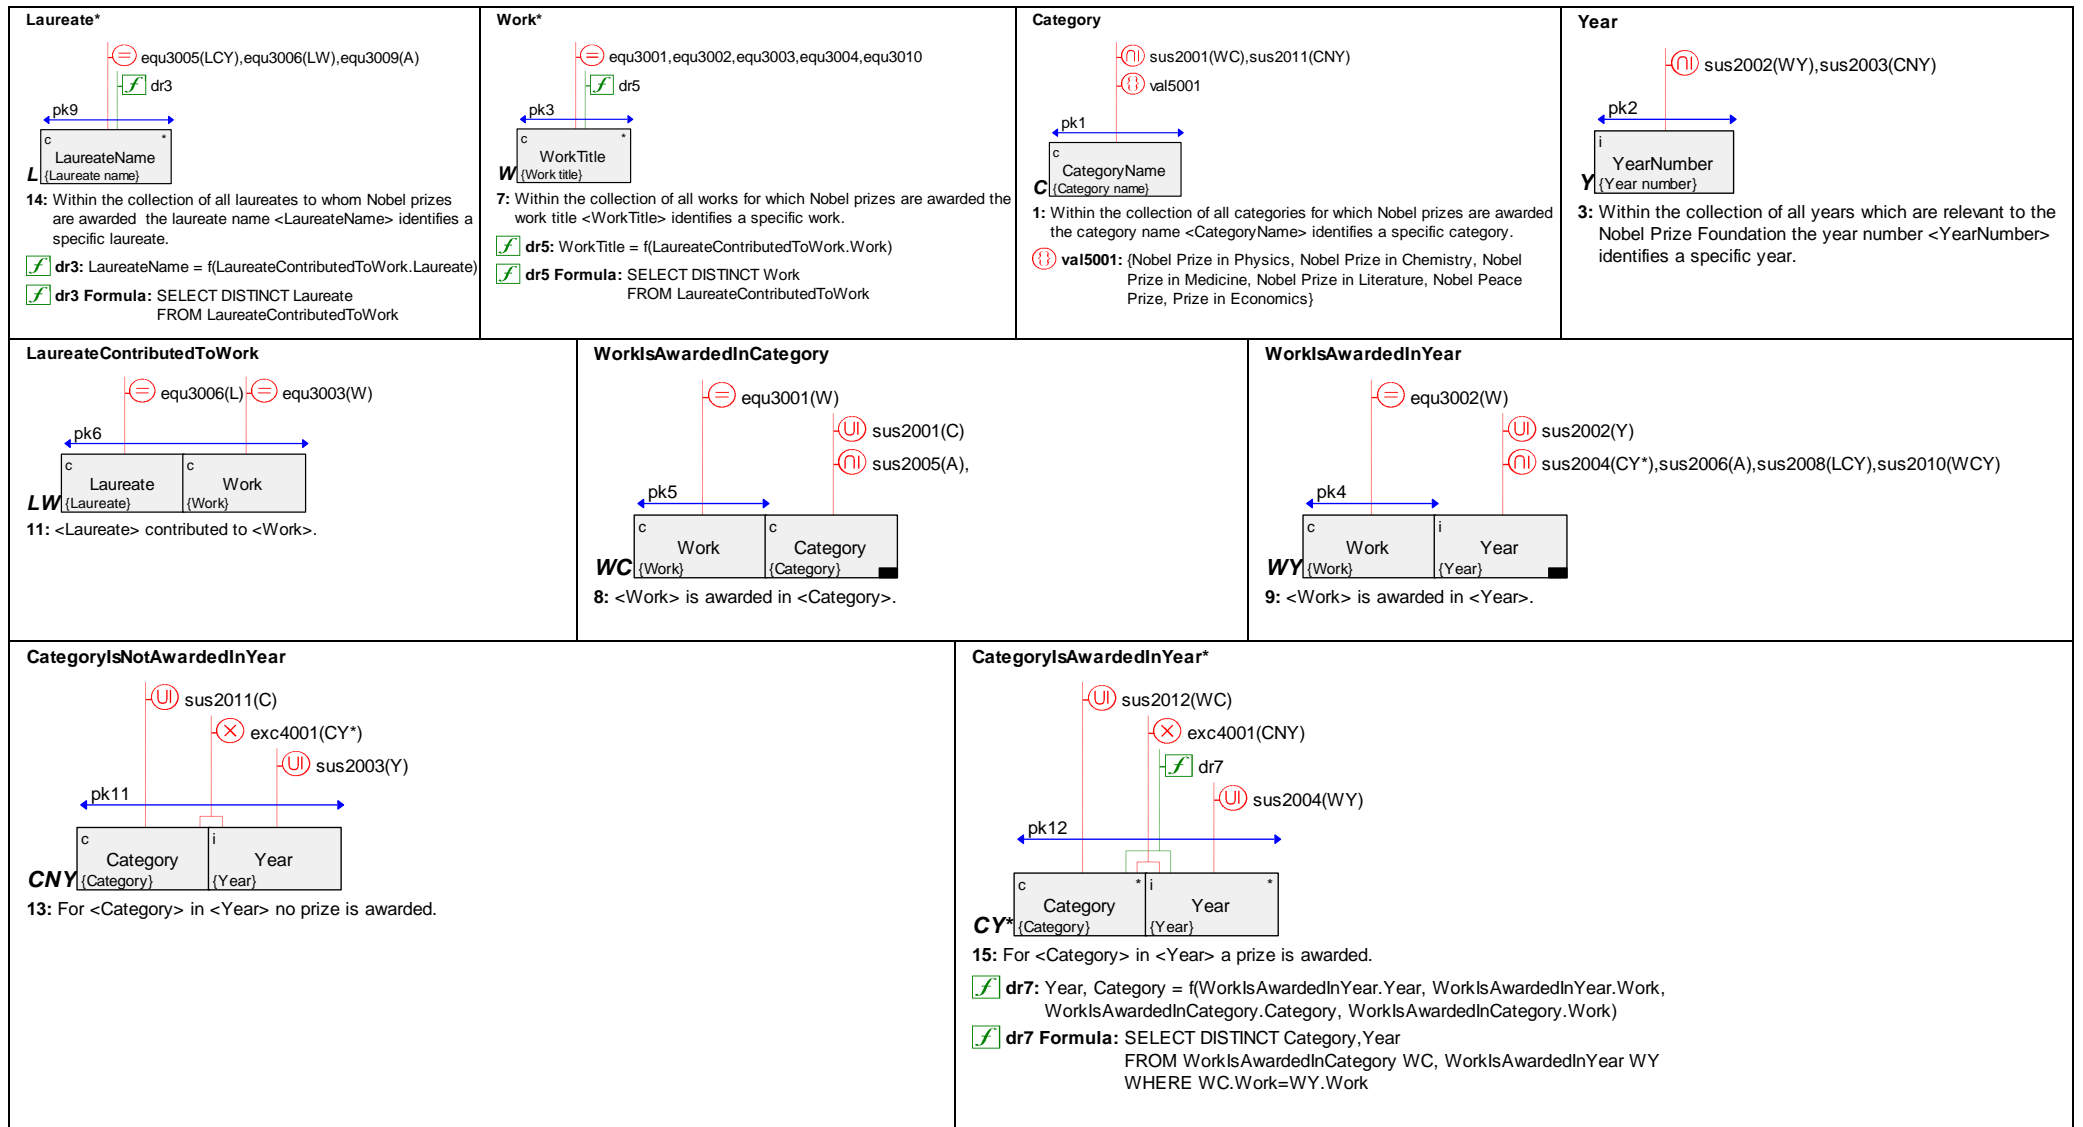 Laureate*
equ3005(LCY),equ3006(LW),equ3009(A)
dr3
pk9
c *
LaureateName
L {Laureate name}
14: Within the collection of all laureates to whom Nobel prizes
are awarded the laureate name <LaureateName> identifies a
specific laureate.
dr3: LaureateName = f(LaureateContributedToWork.Laureate)
dr3 Formula: SELECT DISTINCT Laureate
FROM LaureateContributedToWork
Work*
equ3001,equ3002,equ3003,equ3004,equ3010
dr5
pk3
c *
WorkTitle
W {Work title}
7: Within the collection of all works for which Nobel prizes are awarded the
work title <WorkTitle> identifies a specific work.
dr5: WorkTitle = f(LaureateContributedToWork.Work)
dr5 Formula: SELECT DISTINCT Work
FROM LaureateContributedToWork
Category
sus2001(WC),sus2011(CNY)
val5001
pk1
c
CategoryName
C {Category name}
1: Within the collection of all categories for which Nobel prizes are awarded
the category name <CategoryName> identifies a specific category.
val5001: {Nobel Prize in Physics, Nobel Prize in Chemistry, Nobel
Prize in Medicine, Nobel Prize in Literature, Nobel Peace
Prize, Prize in Economics}
Year
sus2002(WY),sus2003(CNY)
pk2
i
YearNumber
Y {Year number}
3: Within the collection of all years which are relevant to the
Nobel Prize Foundation the year number <YearNumber>
identifies a specific year.
LaureateContributedToWork
equ3006(L) equ3003(W)
pk6
c c
Laureate Work
LW {Laureate} {Work}
11: <Laureate> contributed to <Work>.
WorkIsAwardedInCategory
equ3001(W)
sus2001(C)
sus2005(A),
pk5
c c
Work Category
WC {Work} {Category}
8: <Work> is awarded in <Category>.
WorkIsAwardedInYear
equ3002(W)
sus2002(Y)
sus2004(CY*),sus2006(A),sus2008(LCY),sus2010(WCY)
pk4
c i
Work Year
WY {Work} {Year}
9: <Work> is awarded in <Year>.
CategoryIsNotAwardedInYear
sus2011(C)
exc4001(CY*)
sus2003(Y)
pk11
c i
Category Year
CNY {Category} {Year}
13: For <Category> in <Year> no prize is awarded.
CategoryIsAwardedInYear*
sus2012(WC)
exc4001(CNY)
dr7
sus2004(WY)
pk12
c * i *
Category Year
CY* {Category} {Year}
15: For <Category> in <Year> a prize is awarded.
dr7: Year, Category = f(WorkIsAwardedInYear.Year, WorkIsAwardedInYear.Work,
WorkIsAwardedInCategory.Category, WorkIsAwardedInCategory.Work)
dr7 Formula: SELECT DISTINCT Category,Year
FROM WorkIsAwardedInCategory WC, WorkIsAwardedInYear WY
WHERE WC.Work=WY.Work